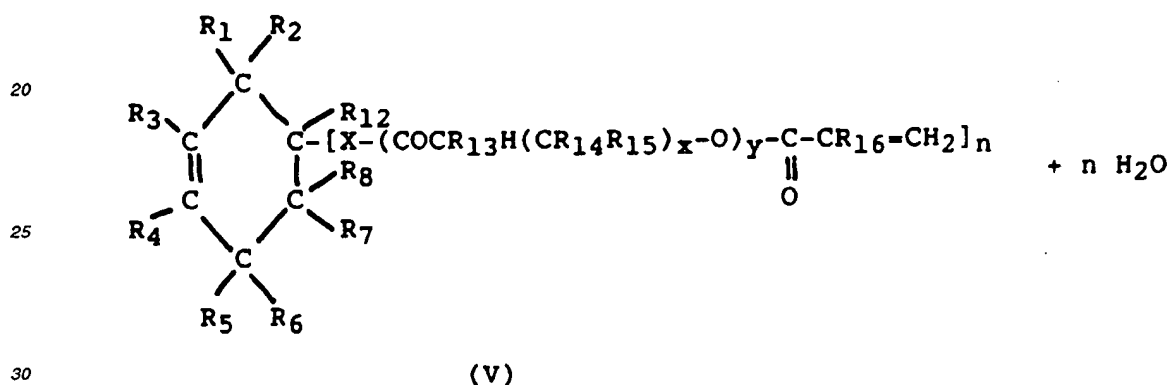 R1 R2
20
C
R3 R12
C C-[X-(COCR13H(CR14R15)x-O)y-C-CR16=CH2]n + n H2O
R8 O
C C
R4 R7
25
C
R5 R6
30 (V)